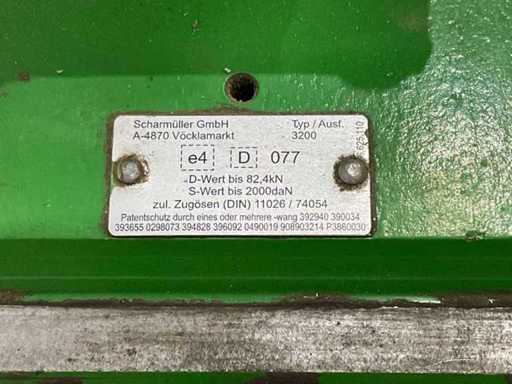 Scharmüller GmbH Typ / Ausf.
A-4870 Vöcklamarkt 3200
e4 D 077
D-Wert bis 82,4kN
S-Wert bis 2000daN
zul. Zugösen (DIN) 11026 / 74054
Patentschutz durch eines oder mehrere -wang 392940 390034
393655 0298073 394828 396092 0490019 908903214 P3860030